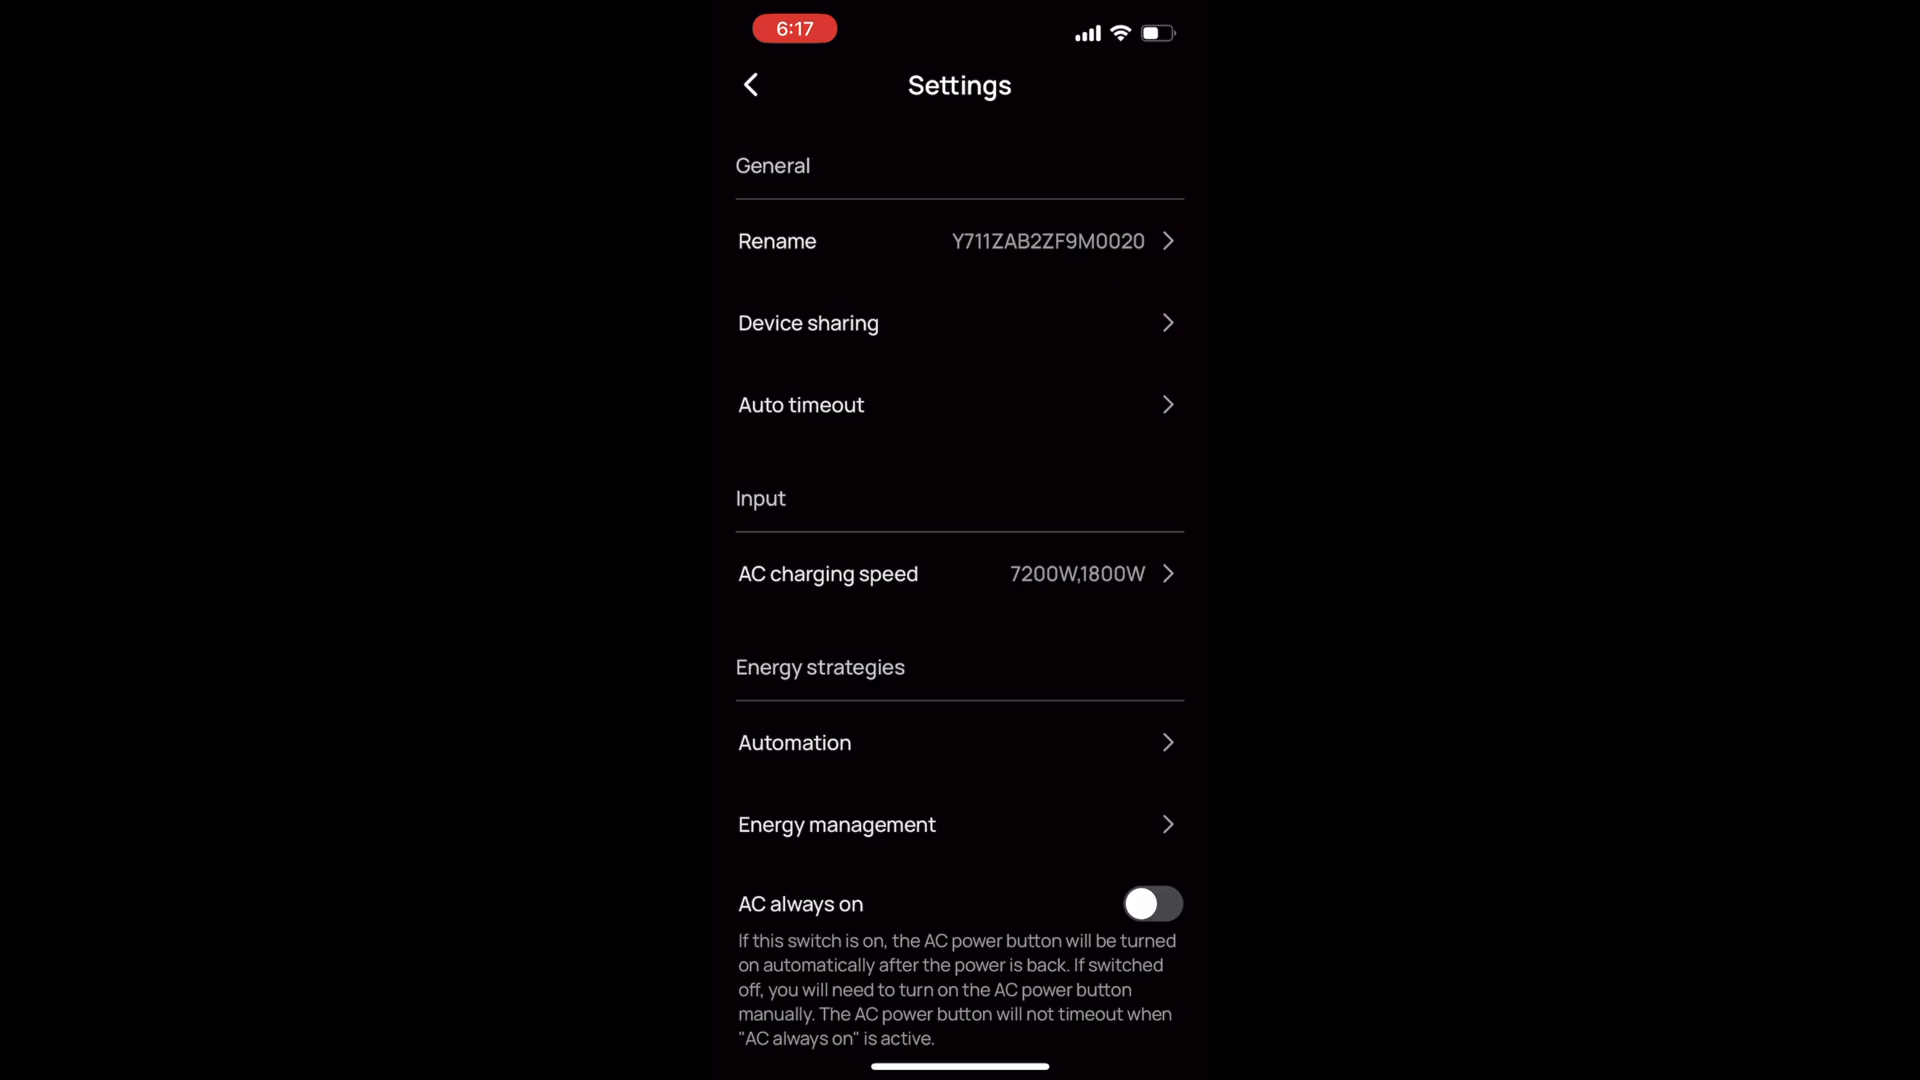 6:17
Settings
General
Rename Y711ZAB2ZF9M0020
Device sharing
Auto timeout
Input
AC charging speed 7200W,1800W
Energy strategies
Automation
Energy management
AC always on
If this switch is on, the AC power button will be turned
on automatically after the power is back. If switched
off, you will need to turn on the AC power button
manually. The AC power button will not timeout when
"AC always on" is active.